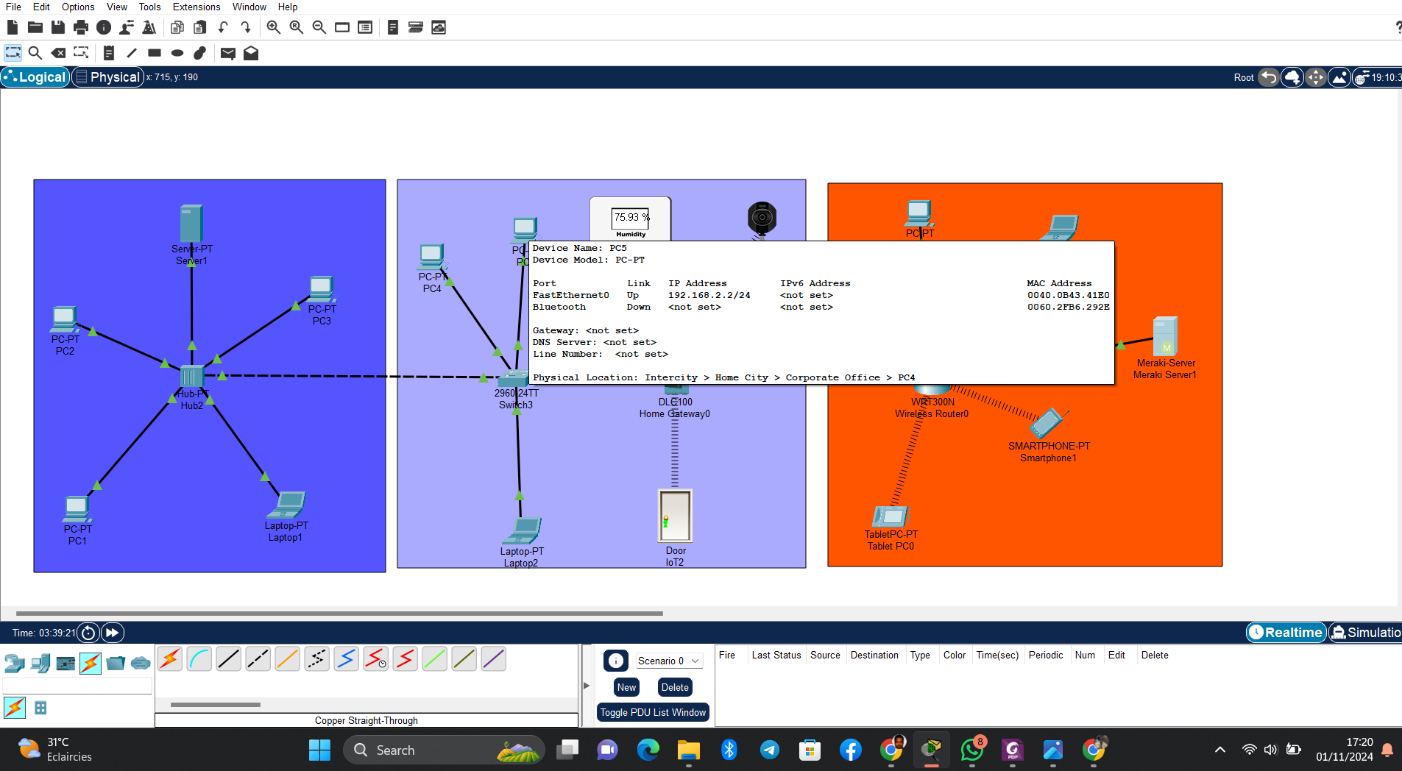 File Edit Options View Tools Extensions Window Help
?
Logical Physical x: 715, y: 190
Root 19:10:3
Server-PT
Server1
PC-PT
PC3
PC-PT
PC2
Hub-PT
Hub2
PC-PT
PC1
Laptop-PT
Laptop1
75.93 %
Humidity
PC-PT
PC4
Device Name: PC5
Device Model: PC-PT
Port Link IP Address IPv6 Address MAC Address
FastEthernet0 Up 192.168.2.2/24 <not set> 0040.0B43.41E0
Bluetooth Down <not set> <not set> 0060.2FB6.292E
Gateway: <not set>
DNS Server: <not set>
Line Number: <not set>
Physical Location: Intercity > Home City > Corporate Office > PC4
2960-24TT
Switch3
DLC100
Home Gateway0
Laptop-PT
Laptop2
Door
IoT2
PC-PT
M
Meraki-Server
Meraki Server1
WRT300N
Wireless Router0
SMARTPHONE-PT
Smartphone1
TabletPC-PT
Tablet PC0
Time: 03:39:21
Realtime Simulatio
Scenario 0
New Delete
Toggle PDU List Window
Fire Last Status Source Destination Type Color Time(sec) Periodic Num Edit Delete
Copper Straight-Through
31°C
Eclaircies
Search
8
PDF
17:20
01/11/2024